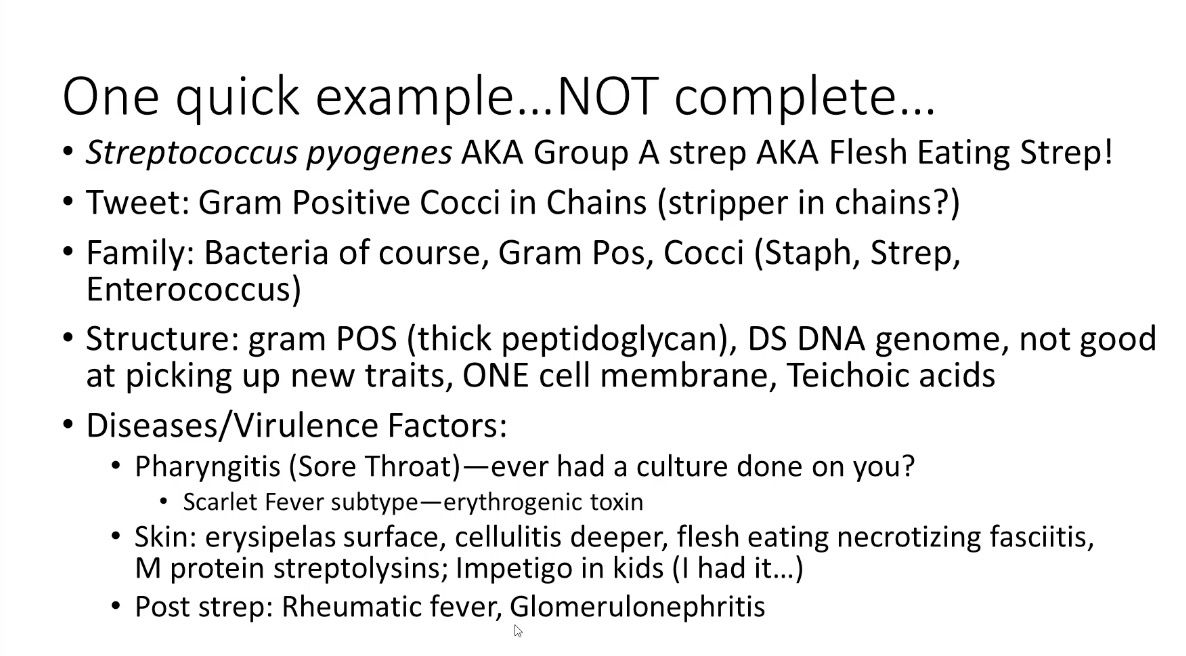 One quick example...NOT complete...
• Streptococcus pyogenes AKA Group A strep AKA Flesh Eating Strep!
• Tweet: Gram Positive Cocci in Chains (stripper in chains?)
• Family: Bacteria of course, Gram Pos, Cocci (Staph, Strep,
Enterococcus)
• Structure: gram POS (thick peptidoglycan), DS DNA genome, not good
at picking up new traits, ONE cell membrane, Teichoic acids
• Diseases/Virulence Factors:
• Pharyngitis (Sore Throat)—ever had a culture done on you?
• Scarlet Fever subtype—erythrogenic toxin
• Skin: erysipelas surface, cellulitis deeper, flesh eating necrotizing fasciitis,
M protein streptolysins; Impetigo in kids (I had it...)
• Post strep: Rheumatic fever, Glomerulonephritis